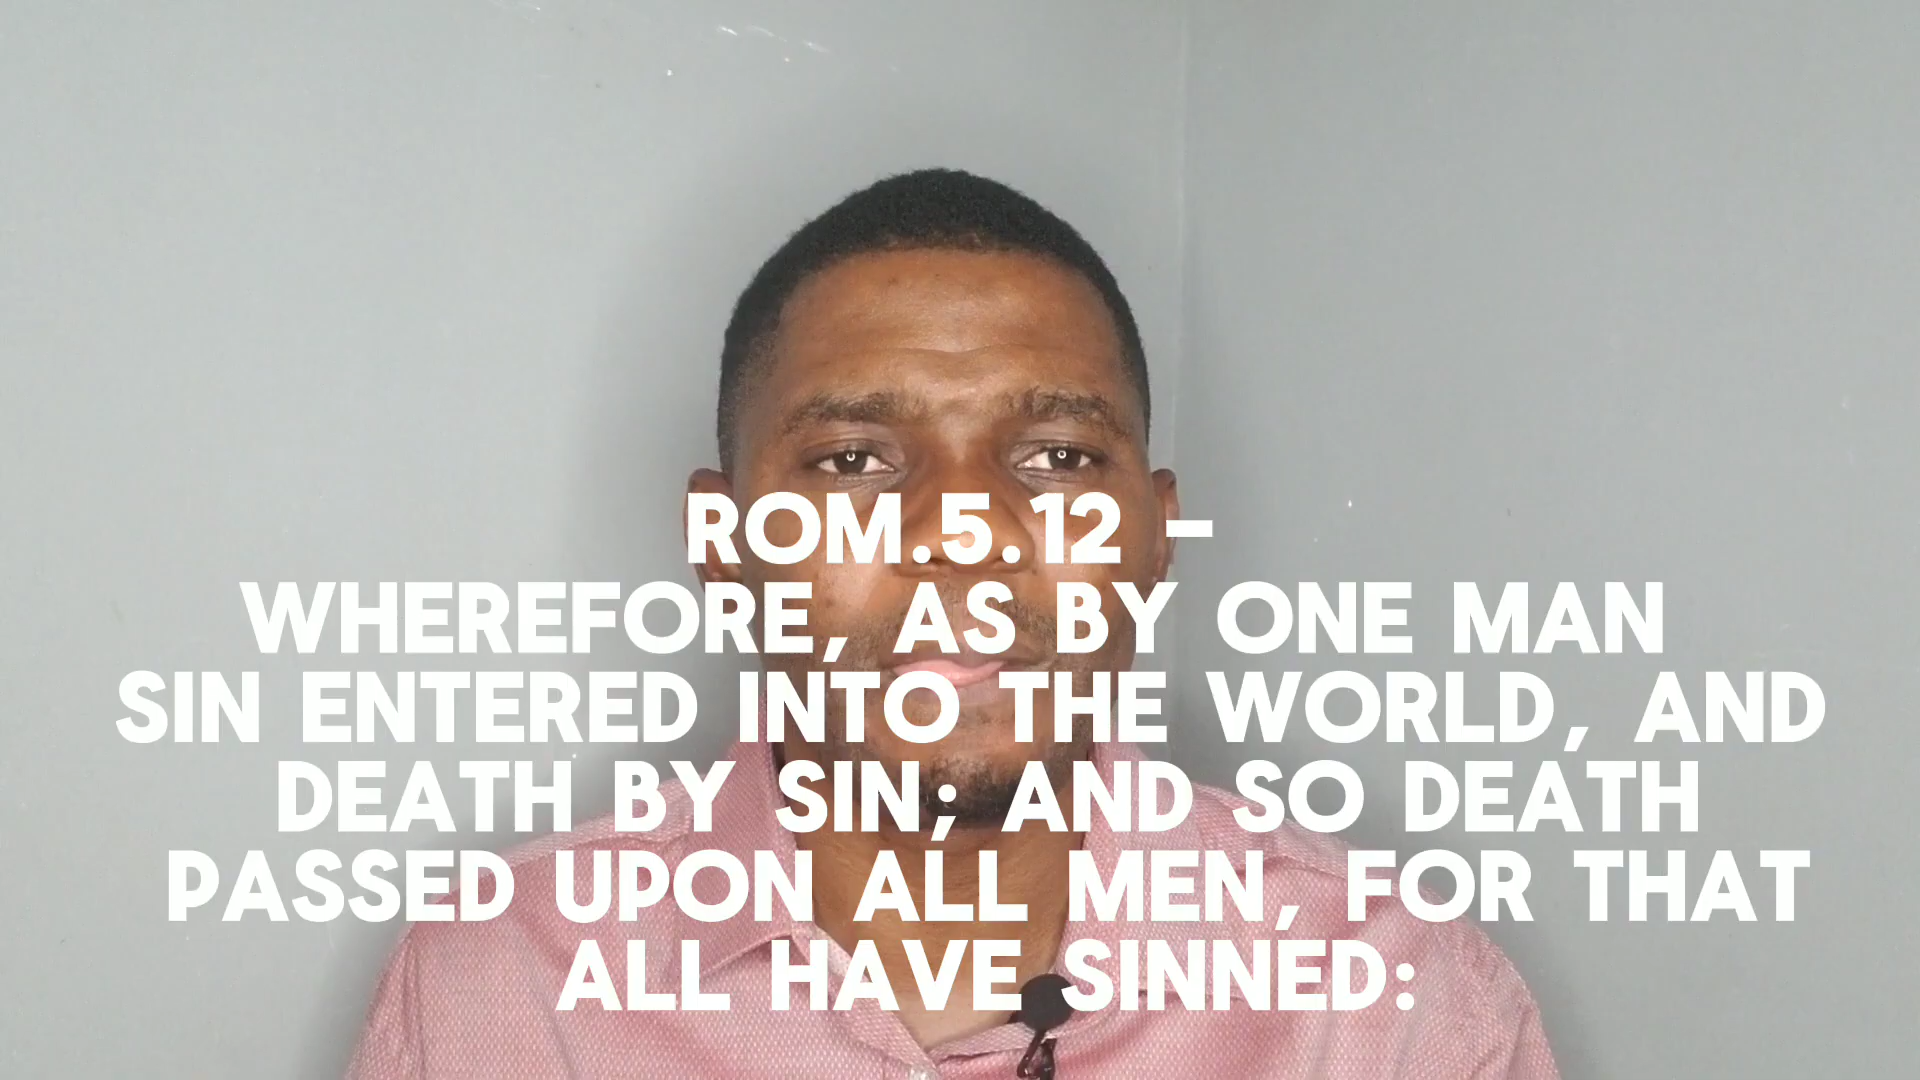 ROM.5.12 -
WHEREFORE, AS BY ONE MAN
SIN ENTERED INTO THE WORLD, AND
DEATH BY SIN; AND SO DEATH
PASSED UPON ALL MEN, FOR THAT
ALL HAVE SINNED: